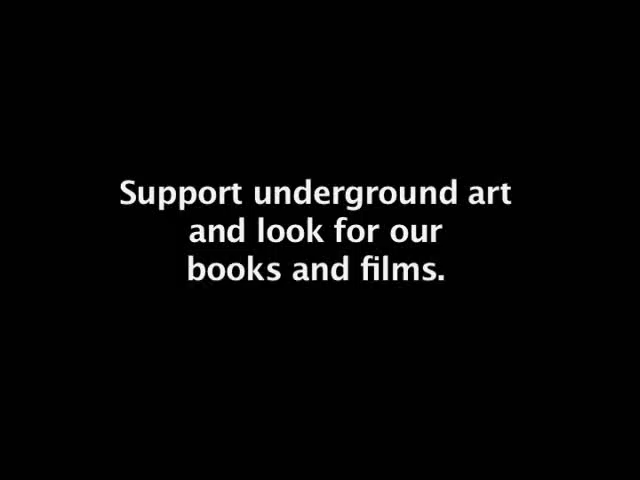 Support underground art
and look for our
books and films.